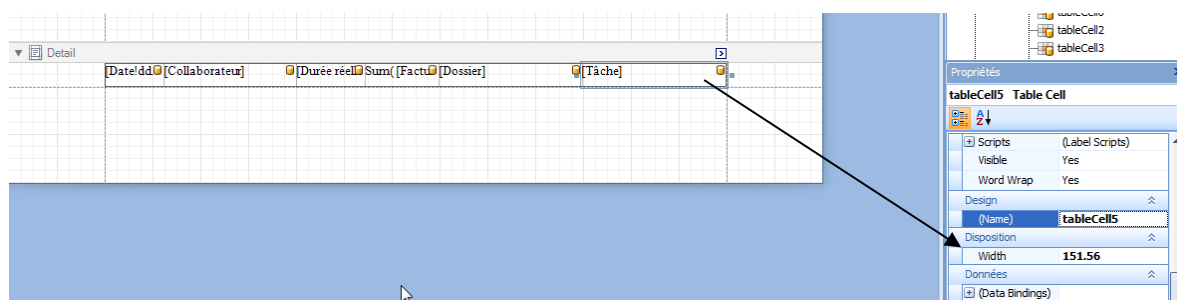 tableCell2
tableCell3
Detail
[Date!dd [Collaborateur] [Durée réell Sum([Factu [Dossier] [Tâche]
Propriétés
tableCell5 Table Cell
Scripts (Label Scripts)
Visible Yes
Word Wrap Yes
Design
(Name) tableCell5
Disposition
Width 151.56
Données
(Data Bindings)